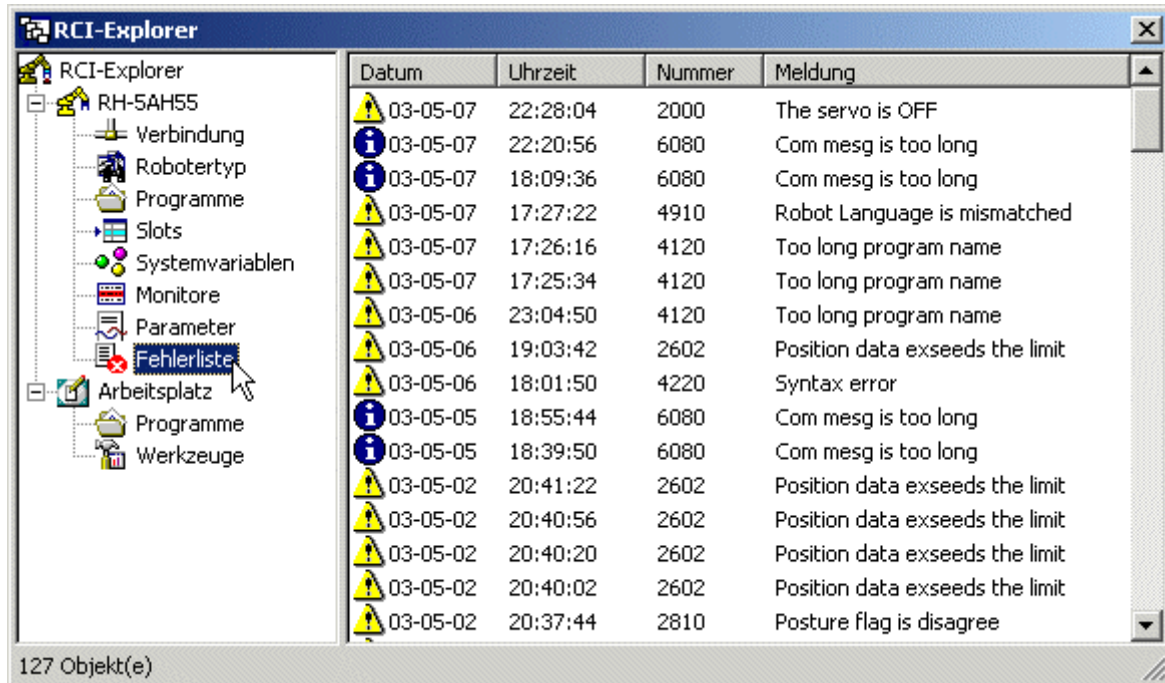 RCI-Explorer
RCI-Explorer
RH-5AH55
Verbindung
Robotertyp
Programme
Slots
Systemvariablen
Monitore
Parameter
Fehlerliste
Arbeitsplatz
Programme
Werkzeuge
Datum Uhrzeit Nummer Meldung
03-05-07 22:28:04 2000 The servo is OFF
03-05-07 22:20:56 6080 Com mesg is too long
03-05-07 18:09:36 6080 Com mesg is too long
03-05-07 17:27:22 4910 Robot Language is mismatched
03-05-07 17:26:16 4120 Too long program name
03-05-07 17:25:34 4120 Too long program name
03-05-06 23:04:50 4120 Too long program name
03-05-06 19:03:42 2602 Position data exseeds the limit
03-05-06 18:01:50 4220 Syntax error
03-05-05 18:55:44 6080 Com mesg is too long
03-05-05 18:39:50 6080 Com mesg is too long
03-05-02 20:41:22 2602 Position data exseeds the limit
03-05-02 20:40:56 2602 Position data exseeds the limit
03-05-02 20:40:20 2602 Position data exseeds the limit
03-05-02 20:40:02 2602 Position data exseeds the limit
03-05-02 20:37:44 2810 Posture flag is disagree
127 Objekt(e)